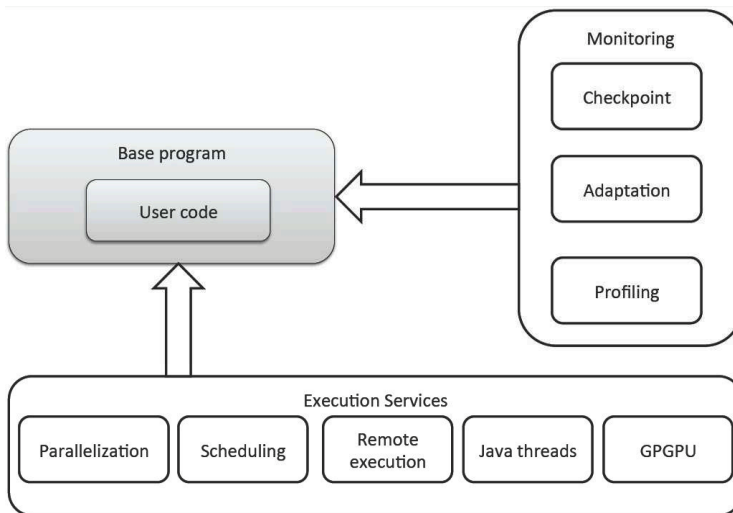 Monitoring
Checkpoint
Adaptation
Profiling
Base program
User code
Execution Services
Parallelization
Scheduling
Remote
execution
Java threads
GPGPU